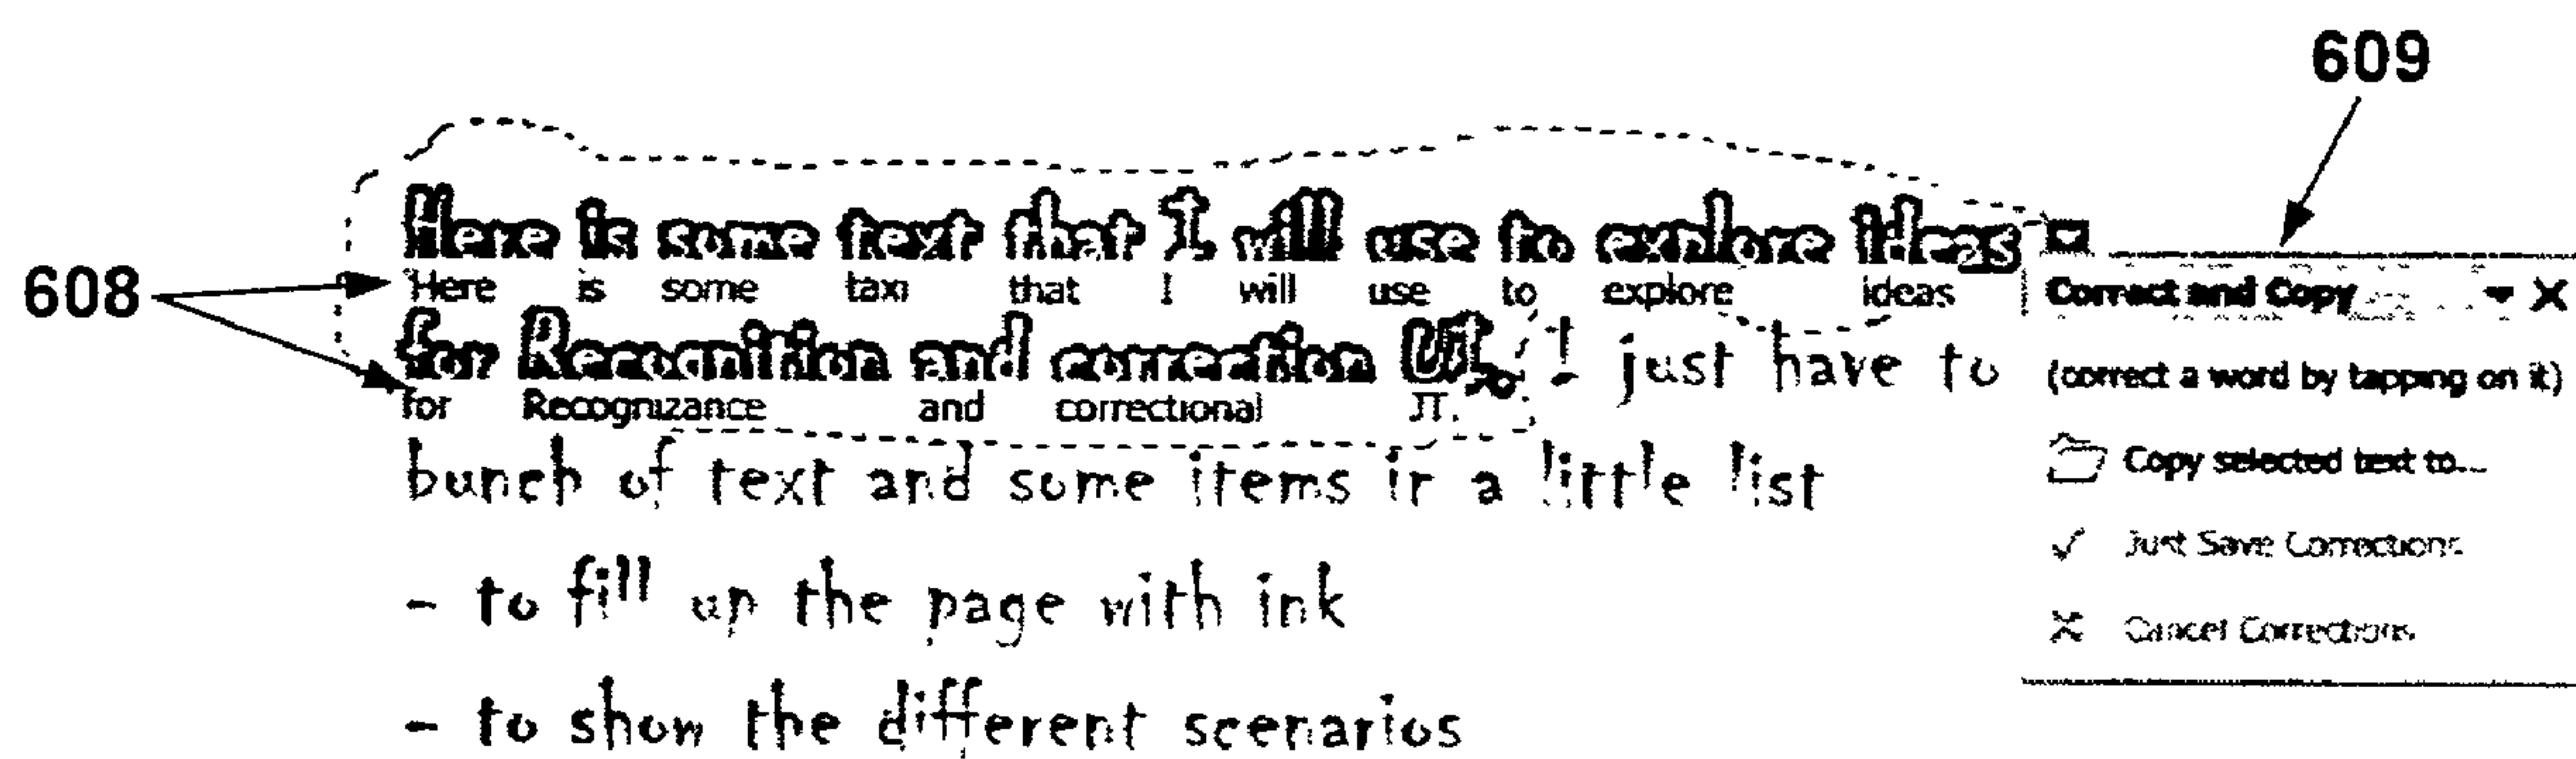 609
Here is some text that I will use to explore ideas
608
Here is some taxi that I will use to explore ideas
Correct and Copy
for Recognition and correction UI. I just have to
(correct a word by tapping on it)
for Recognizance and correctional JT.
bunch of text and some items in a little list
Copy selected text to...
Just Save Corrections
- to fill up the page with ink
Cancel Corrections
- to show the different scenarios